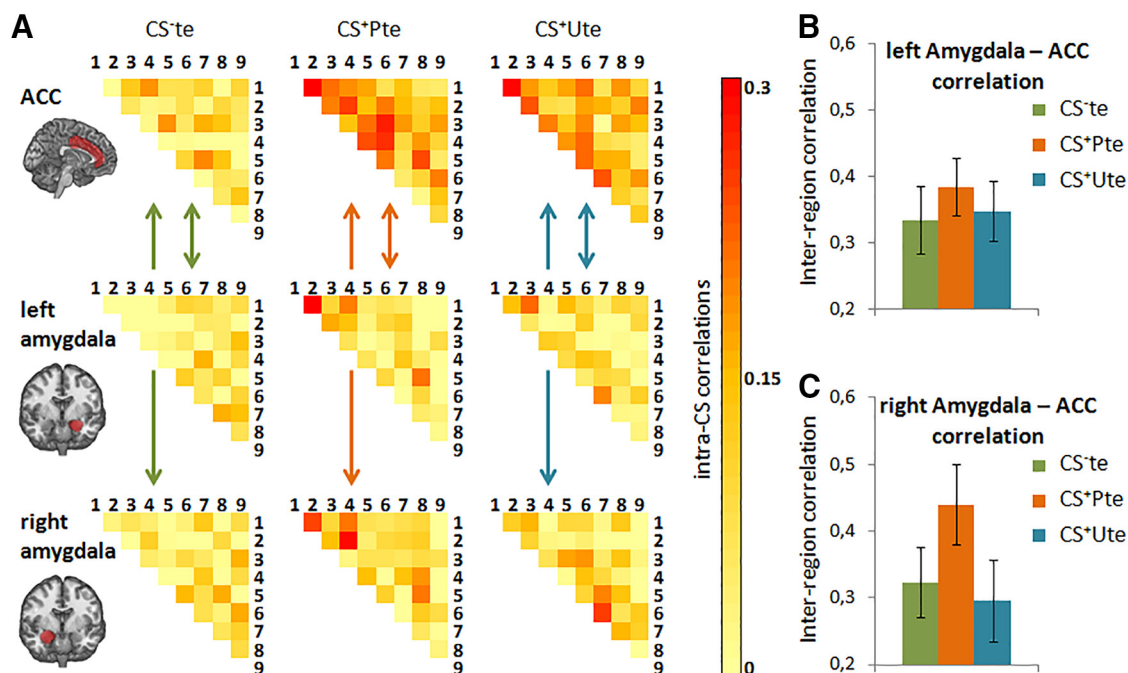 A
CS⁻te CS⁺Pte CS⁺Ute
1 2 3 4 5 6 7 8 9 1 2 3 4 5 6 7 8 9 1 2 3 4 5 6 7 8 9
ACC
1 1 1
2 2 2
3 3 3
4 4 4
5 5 5
6 6 6
7 7 7
8 8 8
9 9 9
1 2 3 4 5 6 7 8 9 1 2 3 4 5 6 7 8 9 1 2 3 4 5 6 7 8 9
left
amygdala
1 1 1
2 2 2
3 3 3
4 4 4
5 5 5
6 6 6
7 7 7
8 8 8
9 9 9
1 2 3 4 5 6 7 8 9 1 2 3 4 5 6 7 8 9 1 2 3 4 5 6 7 8 9
right
amygdala
1 1 1
2 2 2
3 3 3
4 4 4
5 5 5
6 6 6
7 7 7
8 8 8
9 9 9
intra-CS correlations
0.3
0.15
0
B
left Amygdala – ACC
correlation
Inter-region correlation
0,6
0,5
0,4
0,3
0,2
CS⁻te
CS⁺Pte
CS⁺Ute
C
right Amygdala – ACC
correlation
Inter-region correlation
0,6
0,5
0,4
0,3
0,2
CS⁻te
CS⁺Pte
CS⁺Ute